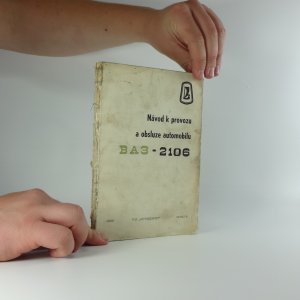 Návod k provozu
a obsluze automobilu
ВАЗ-2106